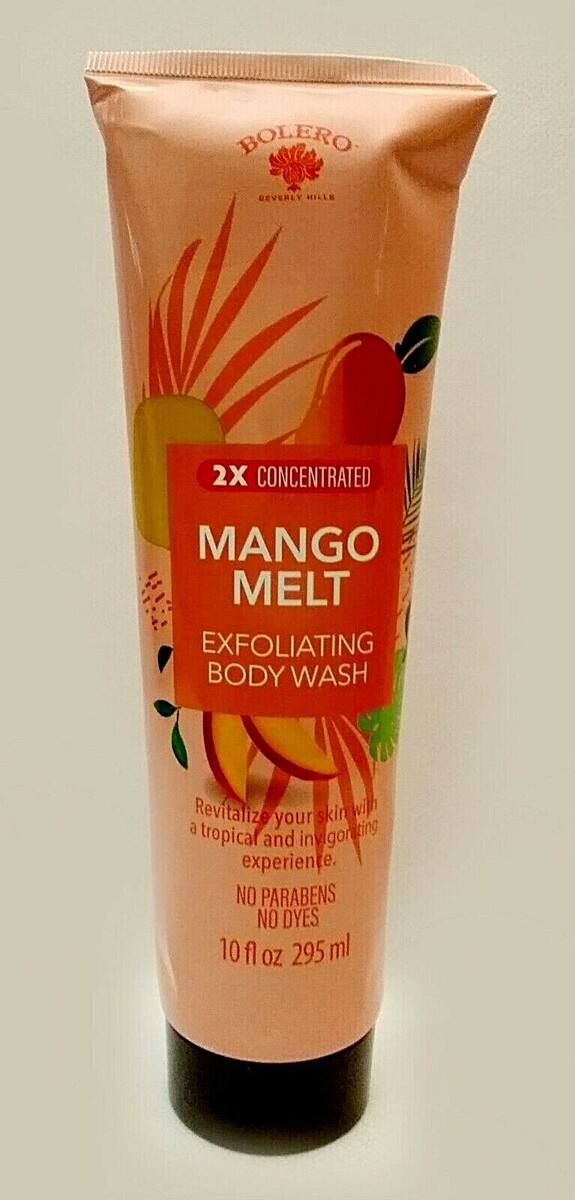 BOLERO
BEVERLY HILLS
2X CONCENTRATED
MANGO
MELT
EXFOLIATING
BODY WASH
Revitalize your skin with
a tropical and invigorating
experience.
NO PARABENS
NO DYES
10 fl oz 295 ml